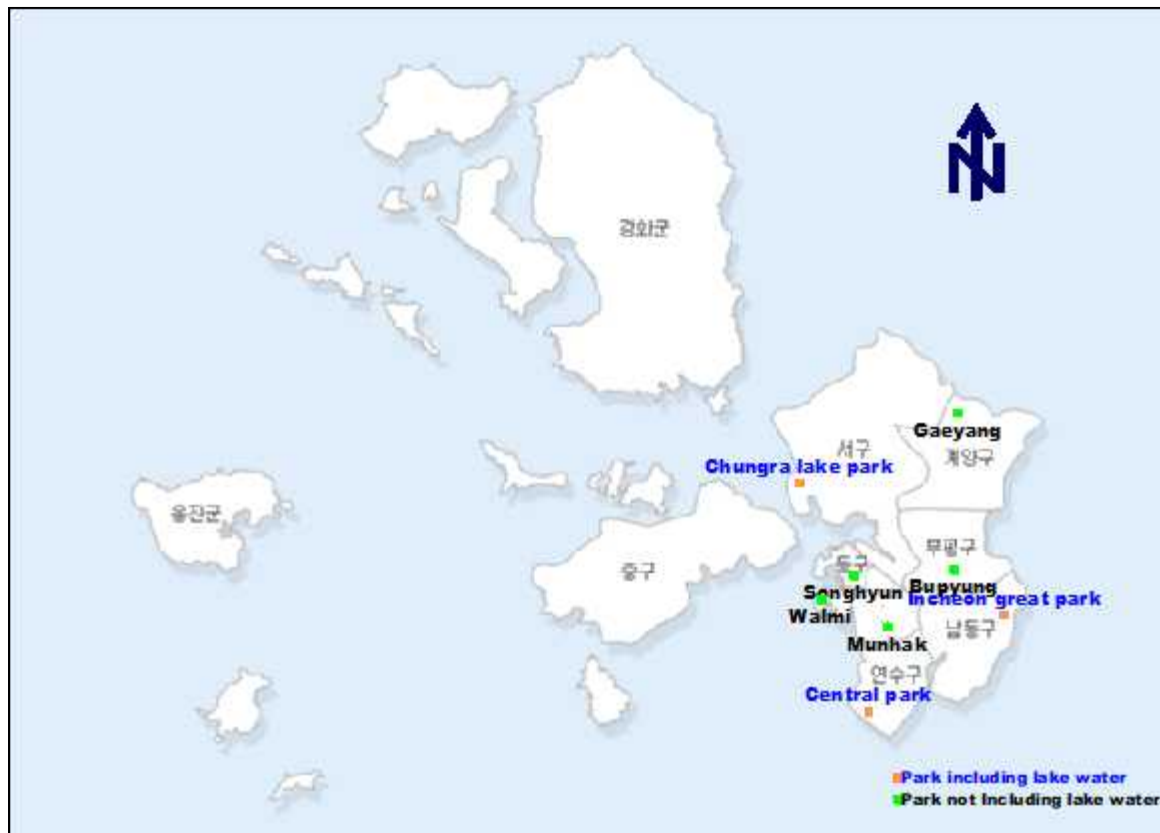 N
강화군
Gaeyang
서구
계양구
Chungra lake park
옹진군
중구
부평구
동구
Songhyun
Bupyung
Incheon great park
Walmi
남동구
Munhak
연수구
Central park
Park including lake water
Park not Including lake water